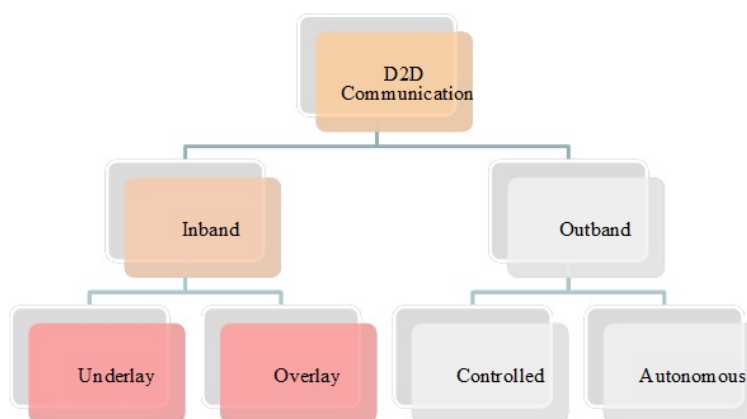 D2D
Communication
Inband
Outband
Underlay
Overlay
Controlled
Autonomous